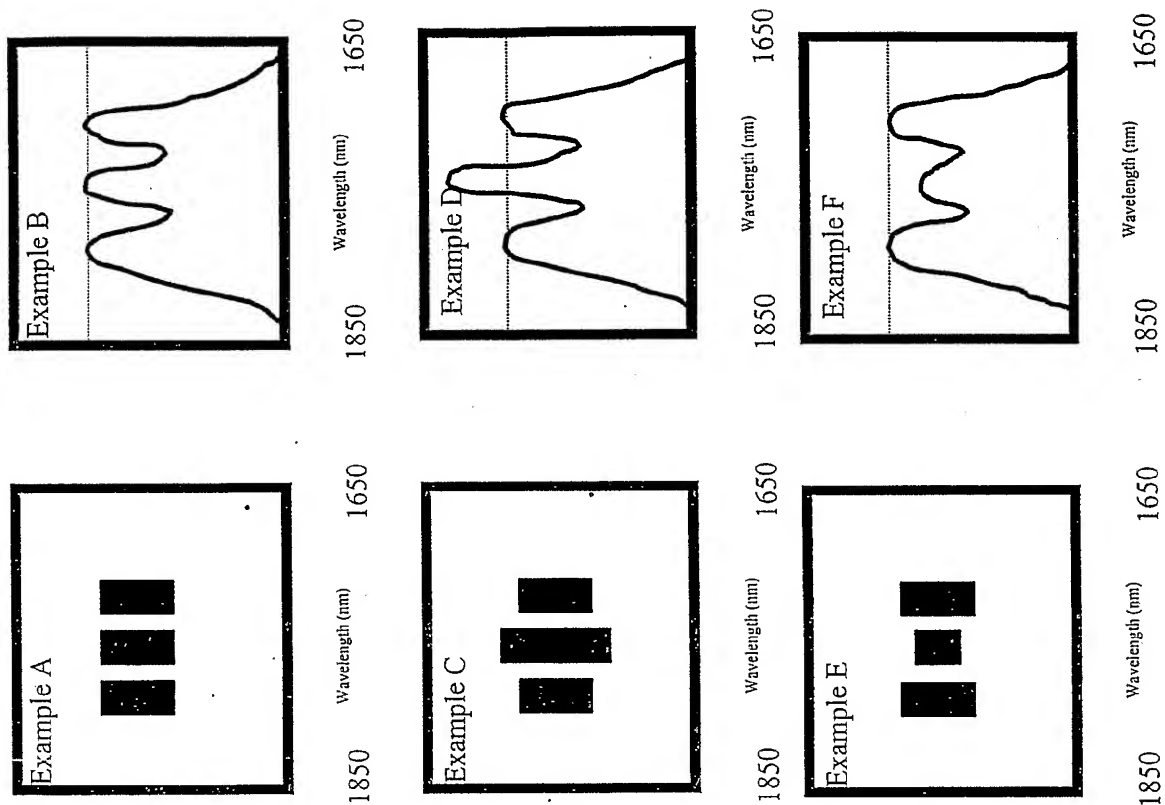 Example B
1850
Wavelength (nm)
1650
Example D
1850
Wavelength (nm)
1650
Example F
1850
Wavelength (nm)
1650
Example A
1850
Wavelength (nm)
1650
Example C
1850
Wavelength (nm)
1650
Example E
1850
Wavelength (nm)
1650